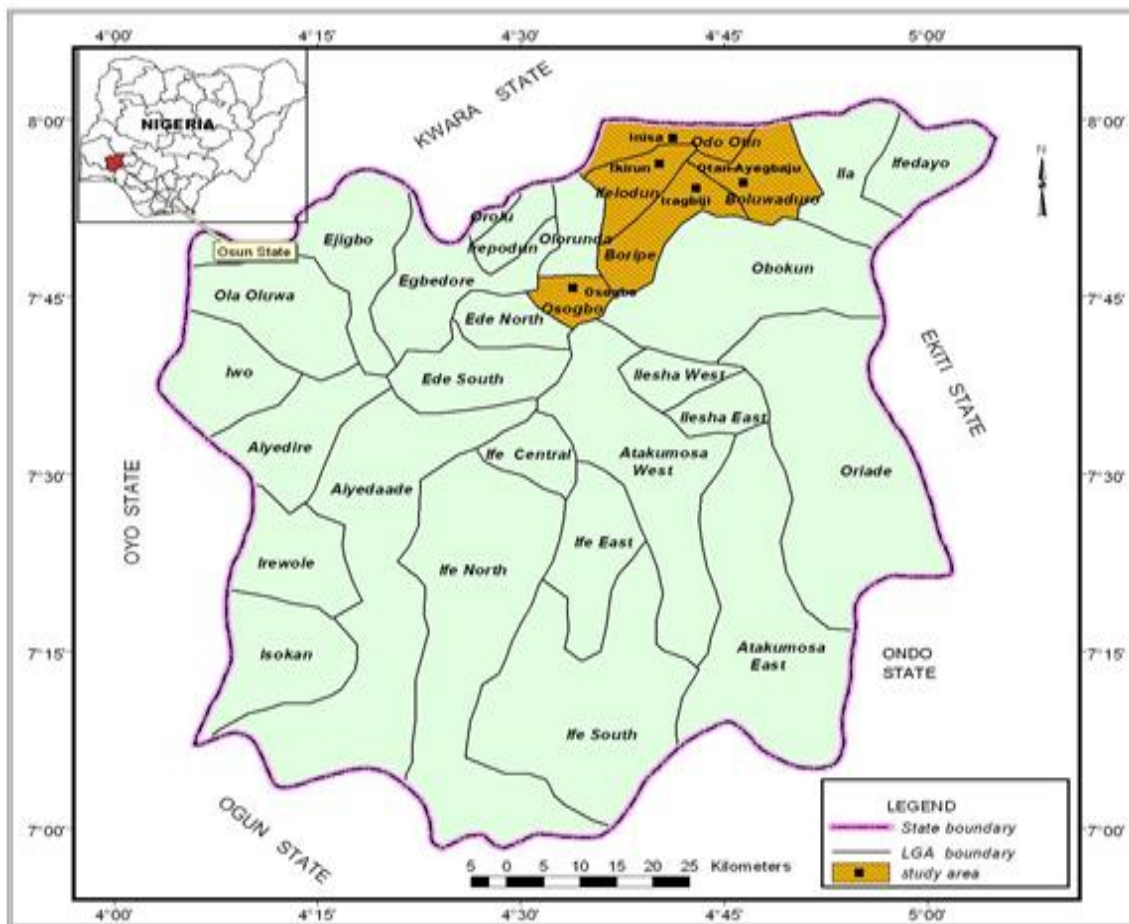 4°00' 4°15' 4°30' 4°45' 5°00'
NIGERIA
KWARA STATE
8°00' 8°00'
Inisa
Odo Otin
Ikirun
Otan-Ayegbaju
Ila
Ifedayo
Ifelodun
Iragbiji
Boluwaduro
Orolu
Ejigbo
Irepodun
Olorunda
Osun State
Boripe
Egbedore
Obokun
Ola Oluwa
Osogbo
7°45' 7°45'
Osogbo
Ede North
EKITI STATE
Iwo
Ede South
Ilesha West
Ilesha East
Aiyedire
Ife Central
Atakumosa
West
7°30' 7°30'
Oriade
Aiyedaade
OYO STATE
Ife East
Irewole
Ife North
7°15' 7°15'
Isokan
Atakumosa
East
ONDO
STATE
Ife South
OGUN STATE
7°00' 7°00'
N
LEGEND
State boundary
LGA boundary
study area
5 0 5 10 15 20 25 Kilometers
4°00' 4°15' 4°30' 4°45' 5°00'